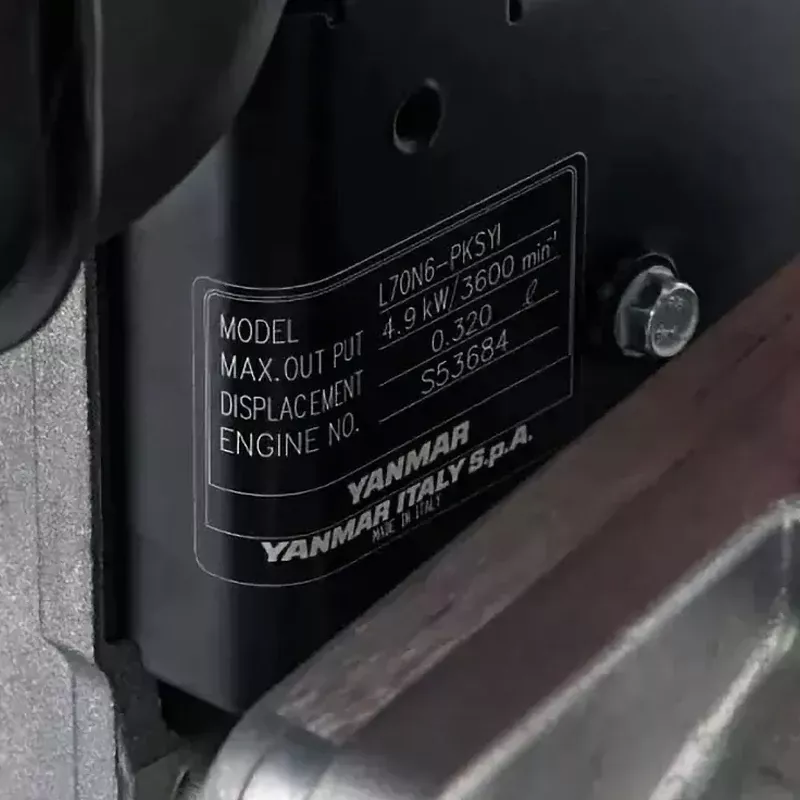 MODEL L70N6-PKSYI
MAX.OUT PUT 4.9 kW/3600 min⁻¹
DISPLACEMENT 0.320 ℓ
ENGINE NO. S53684
YANMAR
YANMAR ITALY S.p.A.
MADE IN ITALY